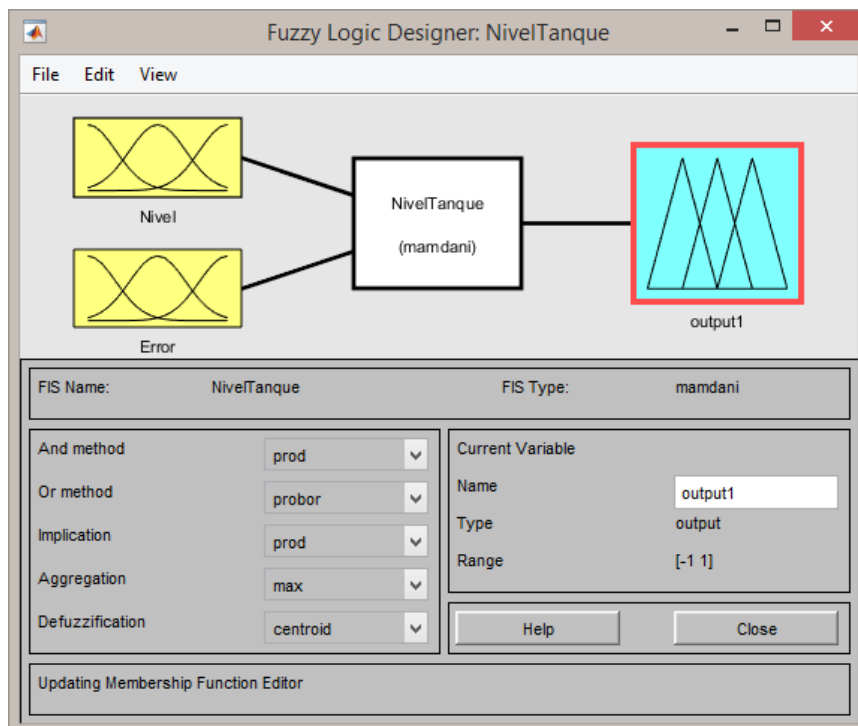 Fuzzy Logic Designer: NivelTanque
File Edit View
Nivel
Error
NivelTanque
(mamdani)
output1
FIS Name: NivelTanque FIS Type: mamdani
And method prod
Or method probor
Implication prod
Aggregation max
Defuzzification centroid
Current Variable
Name output1
Type output
Range [-1 1]
Help Close
Updating Membership Function Editor